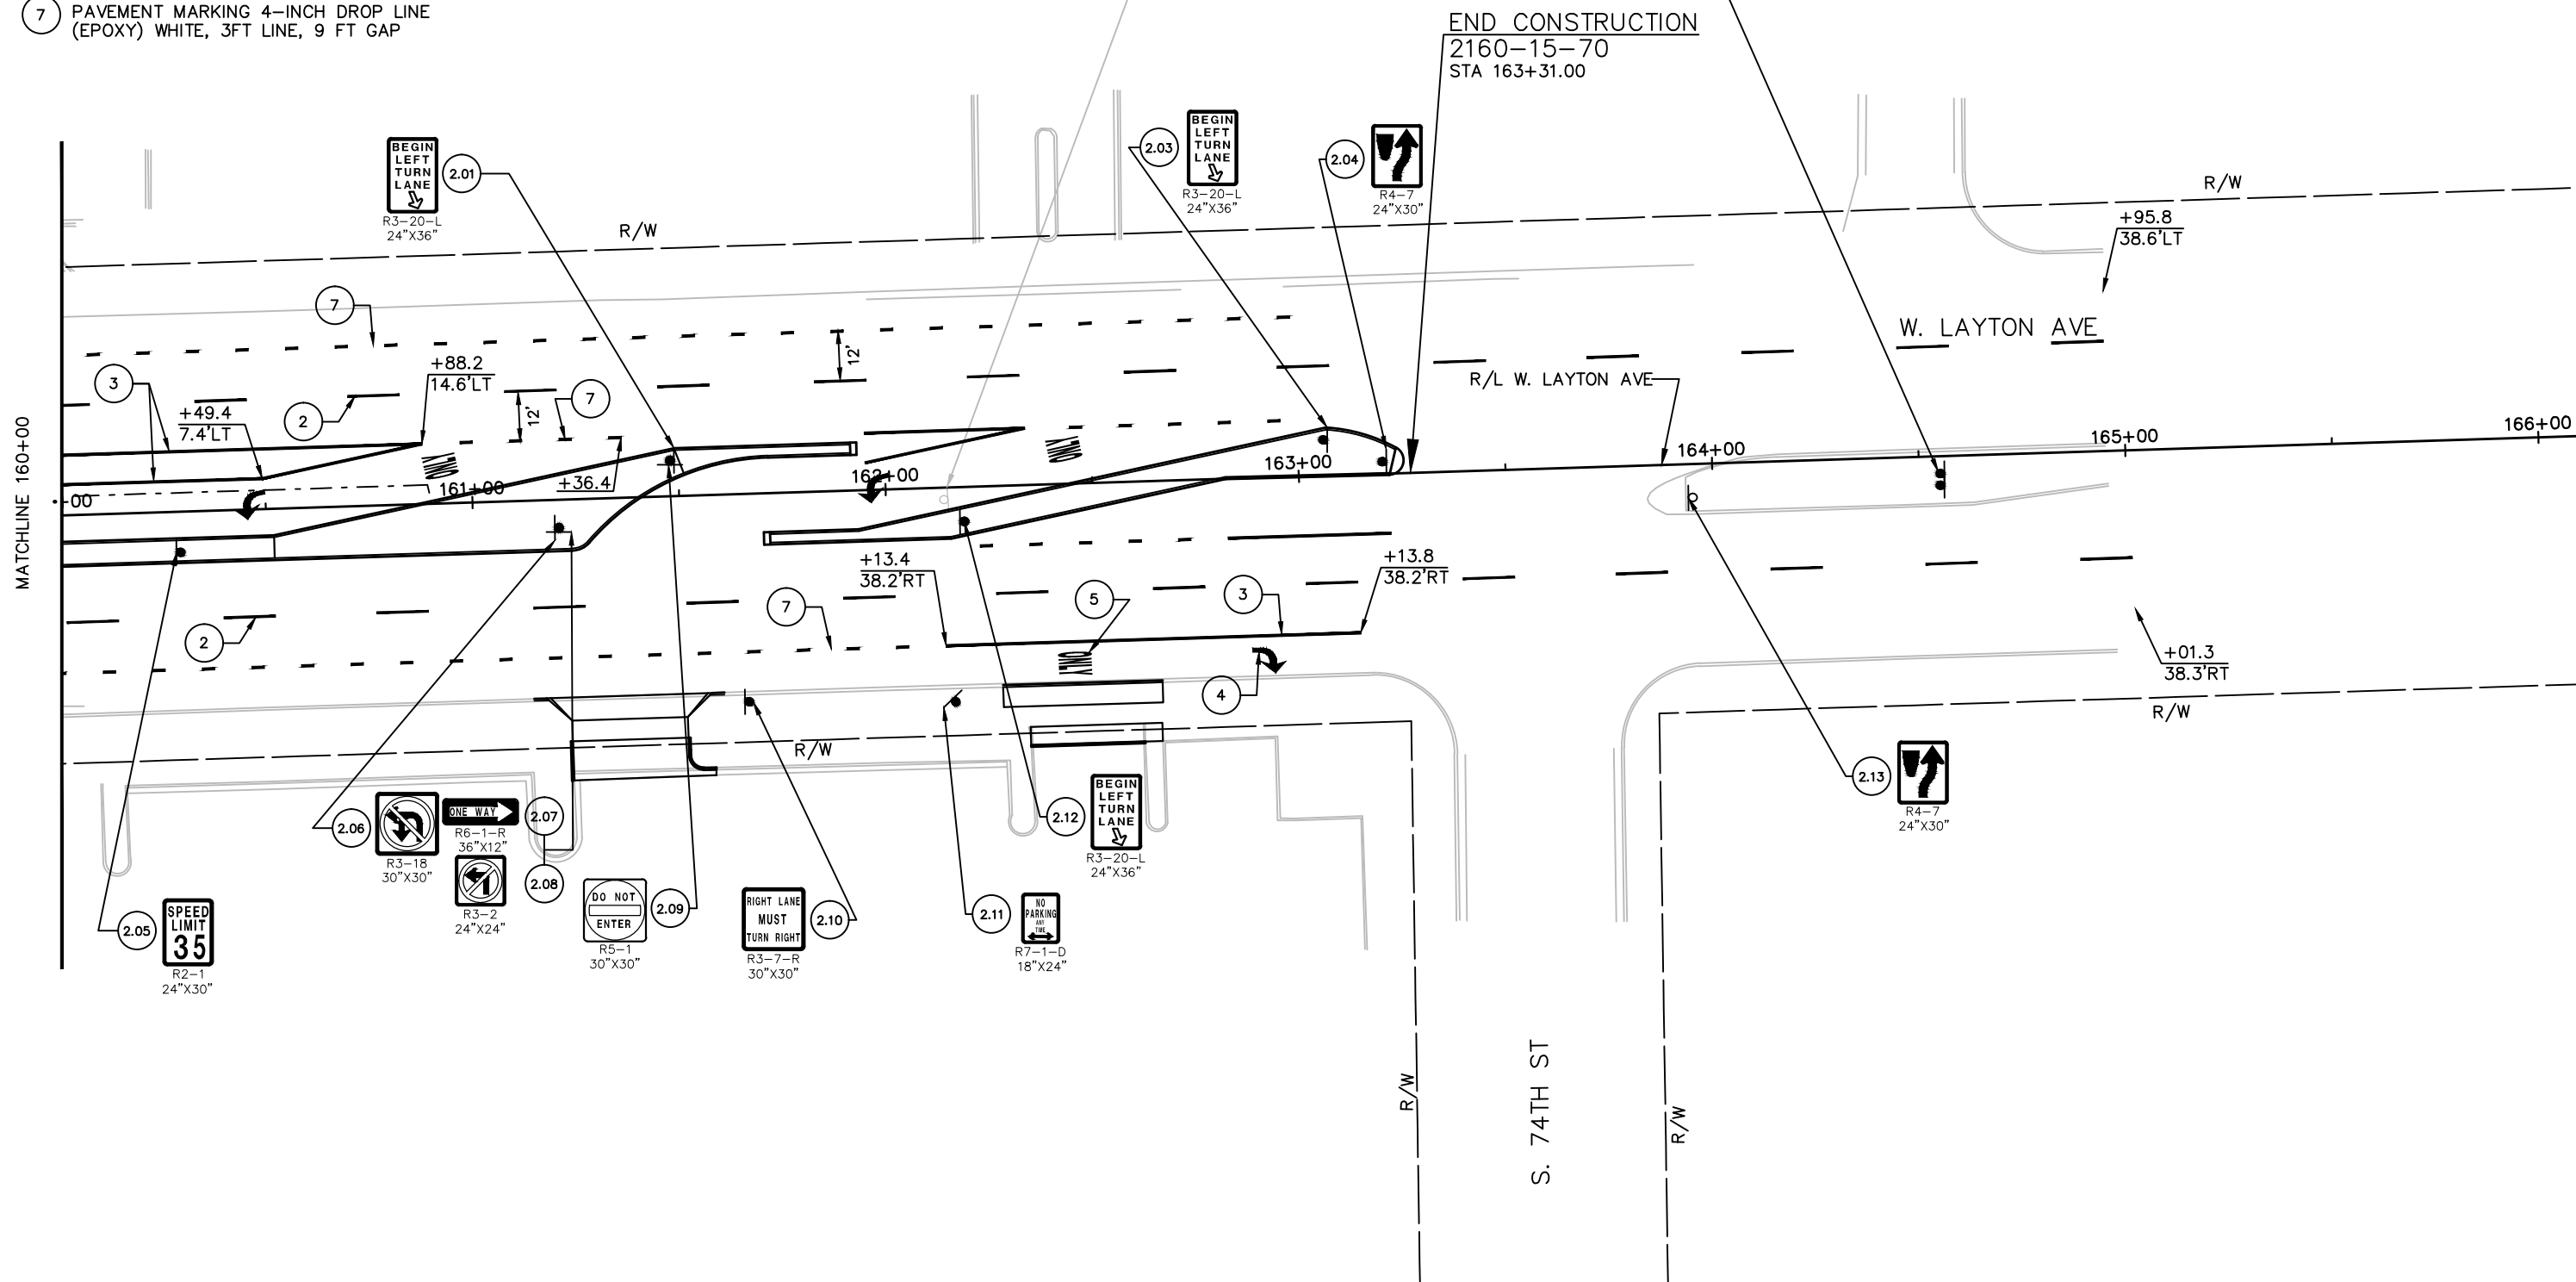 7
PAVEMENT MARKING 4-INCH DROP LINE
(EPOXY) WHITE, 3FT LINE, 9 FT GAP
END CONSTRUCTION
2160-15-70
STA 163+31.00
BEGIN
LEFT
TURN
LANE
R3-20-L
24"X36"
2.01
2.03
BEGIN
LEFT
TURN
LANE
R3-20-L
24"X36"
2.04
R4-7
24"X30"
R/W
R/W
+95.8
38.6'LT
7
W. LAYTON AVE
12'
+88.2
14.6'LT
3
R/L W. LAYTON AVE
7
2
+49.4
7.4'LT
12'
MATCHLINE 160+00
+00
161+00
+36.4
162+00
163+00
164+00
165+00
166+00
+13.4
38.2'RT
+13.8
38.2'RT
7
5
3
2
4
+01.3
38.3'RT
R/W
R/W
2.06
R3-18
30"X30"
ONE WAY
R6-1-R
36"X12"
2.07
R3-2
24"X24"
2.08
2.12
BEGIN
LEFT
TURN
LANE
R3-20-L
24"X36"
2.13
R4-7
24"X30"
2.05
SPEED
LIMIT
35
R2-1
24"X30"
DO NOT
ENTER
R5-1
30"X30"
2.09
RIGHT LANE
MUST
TURN RIGHT
R3-7-R
30"X30"
2.10
2.11
NO
PARKING
ANY
TIME
R7-1-D
18"X24"
R/W
S. 74TH ST
R/W